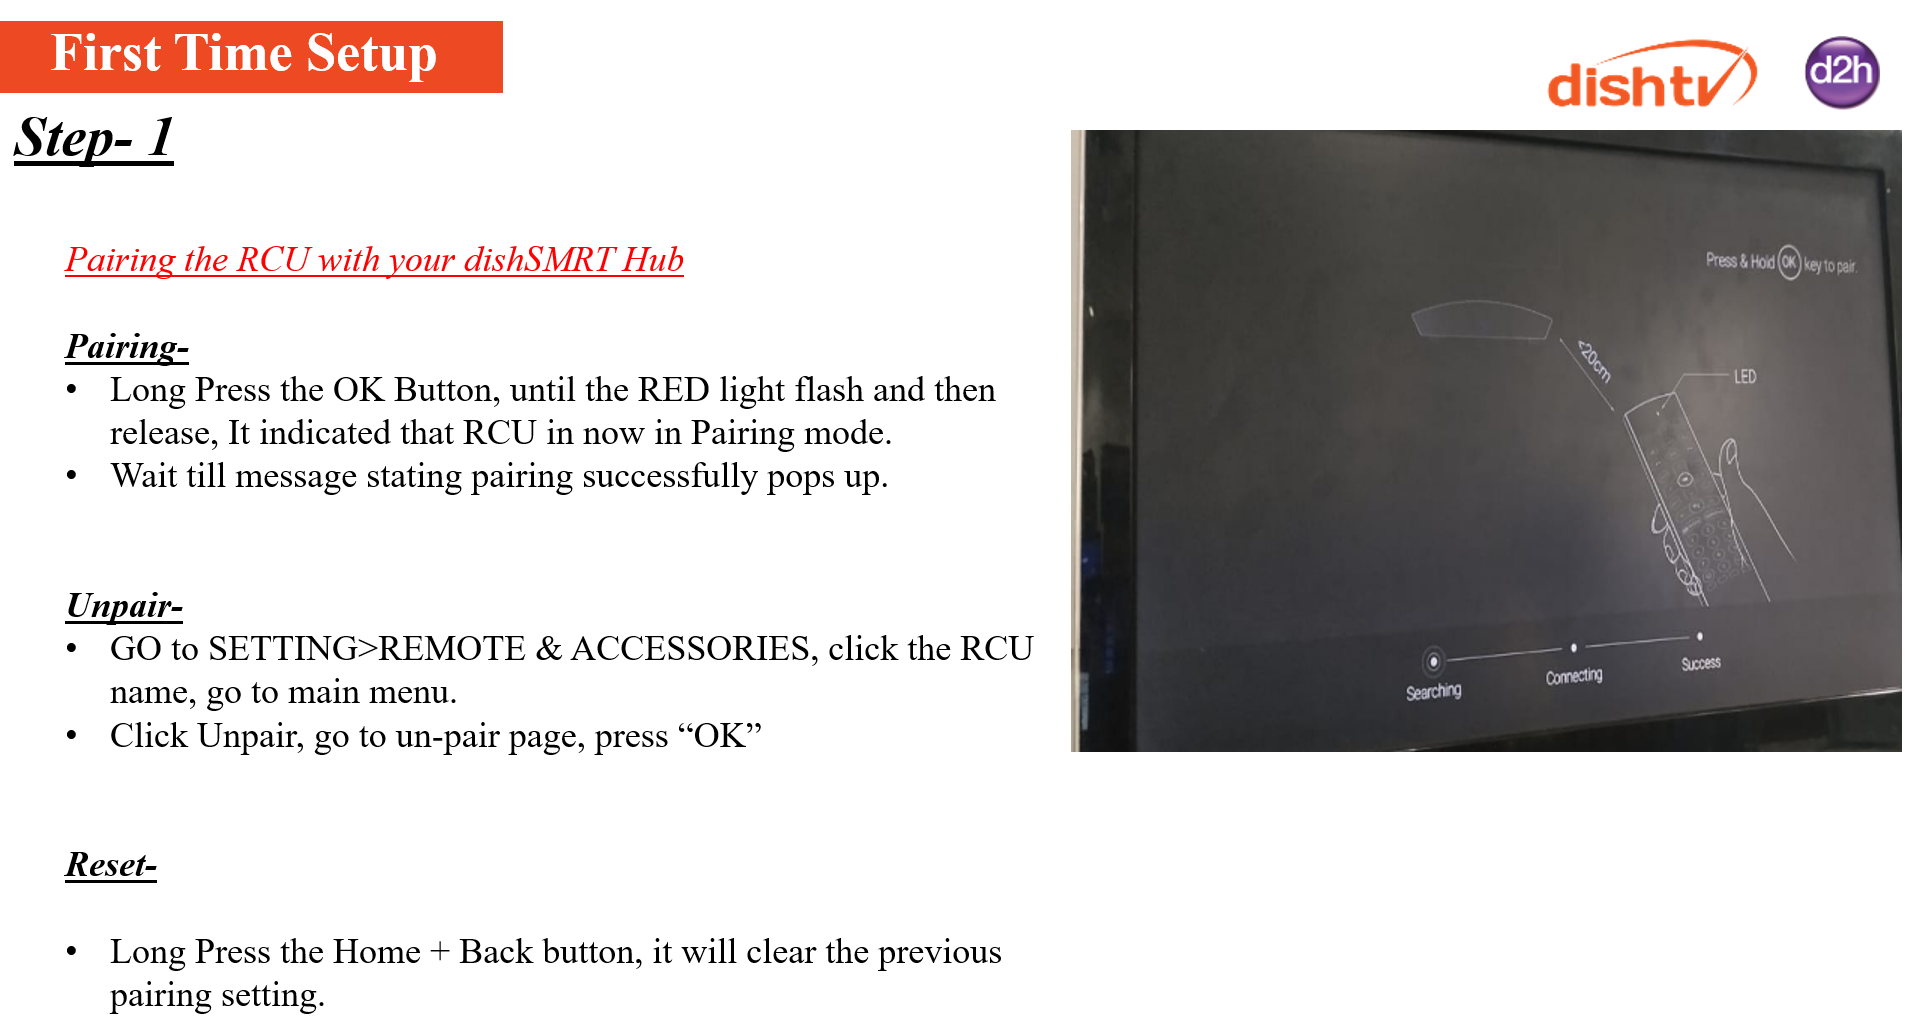 First Time Setup
dishtv
d2h
Step- 1
Pairing the RCU with your dishSMRT Hub
Pairing-
• Long Press the OK Button, until the RED light flash and then
release, It indicated that RCU in now in Pairing mode.
• Wait till message stating pairing successfully pops up.
Unpair-
• GO to SETTING>REMOTE & ACCESSORIES, click the RCU
name, go to main menu.
• Click Unpair, go to un-pair page, press “OK”
Reset-
• Long Press the Home + Back button, it will clear the previous
pairing setting.
Press & Hold OK key to pair.
<20cm
LED
Searching
Connecting
Success